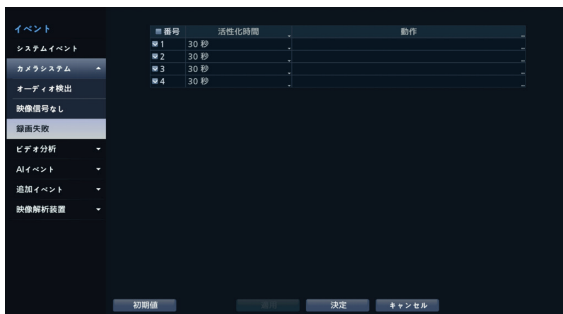 イベント
システムイベント
カメラシステム
オーディオ検出
映像信号なし
録画失敗
ビデオ分析
AIイベント
追加イベント
映像解析装置
番号 活性化時間 動作
1 30 秒
2 30 秒
3 30 秒
4 30 秒
初期値 適用 決定 キャンセル